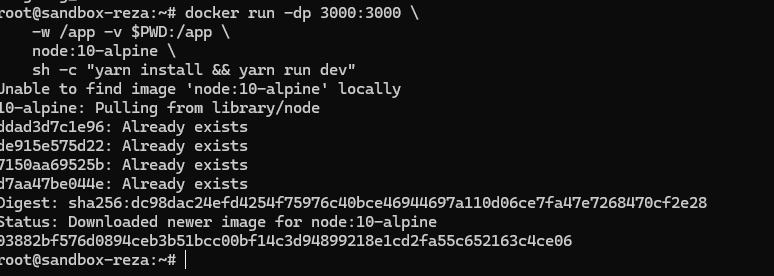 root@sandbox-reza:~# docker run -dp 3000:3000 \
    -w /app -v $PWD:/app \
    node:10-alpine \
    sh -c "yarn install && yarn run dev"
Unable to find image 'node:10-alpine' locally
10-alpine: Pulling from library/node
ddad3d7c1e96: Already exists
de915e575d22: Already exists
7150aa69525b: Already exists
d7aa47be044e: Already exists
Digest: sha256:dc98dac24efd4254f75976c40bce46944697a110d06ce7fa47e7268470cf2e28
Status: Downloaded newer image for node:10-alpine
03882bf576d0894ceb3b51bcc00bf14c3d94899218e1cd2fa55c652163c4ce06
root@sandbox-reza:~#